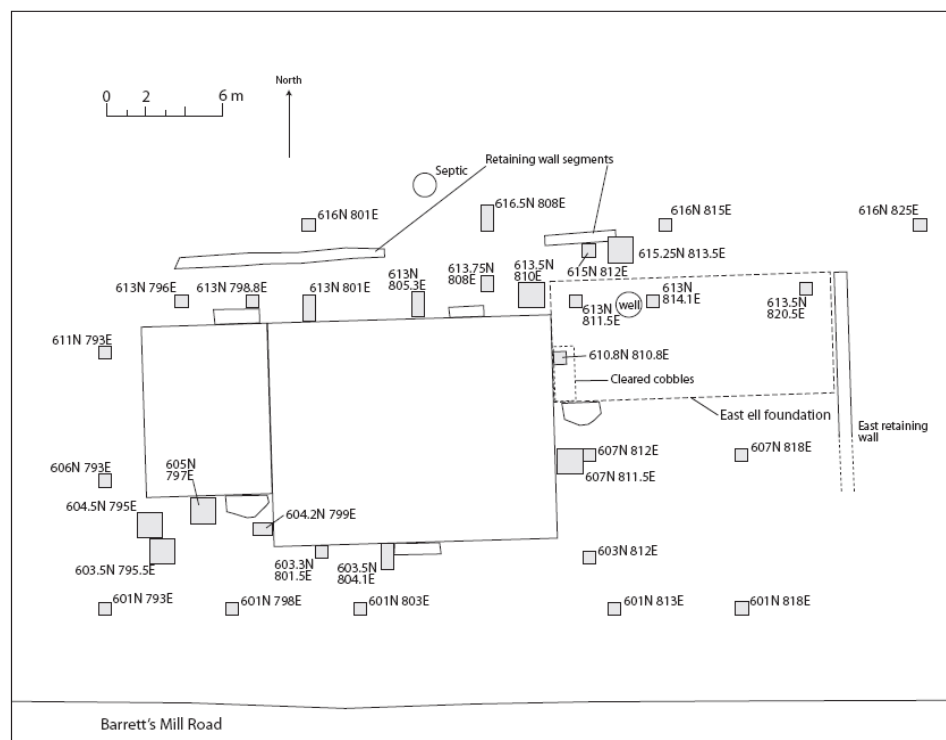 North
0 2 6 m
Septic
Retaining wall segments
616N 801E
616.5N 808E
616N 815E
616N 825E
615.25N 813.5E
615N 812E
613N 796E
613N 798.8E
613N 801E
613N
805.3E
613.75N
808E
613.5N
810E
613N
811.5E
well
613N
814.1E
613.5N
820.5E
611N 793E
610.8N 810.8E
Cleared cobbles
East ell foundation
East retaining
wall
606N 793E
605N
797E
607N 812E
607N 818E
607N 811.5E
604.5N 795E
604.2N 799E
603.5N 795.5E
603.3N
801.5E
603.5N
804.1E
603N 812E
601N 793E
601N 798E
601N 803E
601N 813E
601N 818E
Barrett's Mill Road